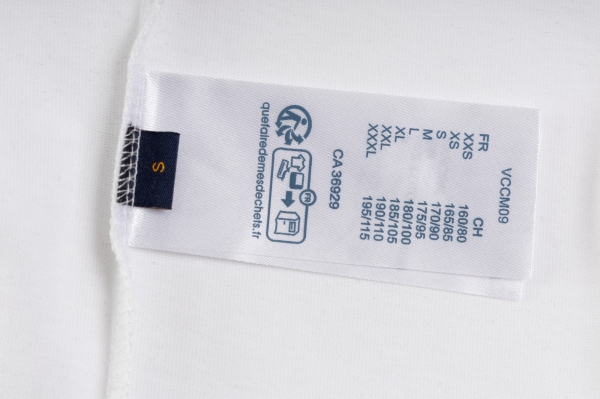 VCCM09
FR CH
XXS 160/80
XS 165/85
S 170/90
M 175/95
L 180/100
XL 185/105
XXL 190/110
XXXL 195/115
CA 36929
FR
quefairedemesdechets.fr
S